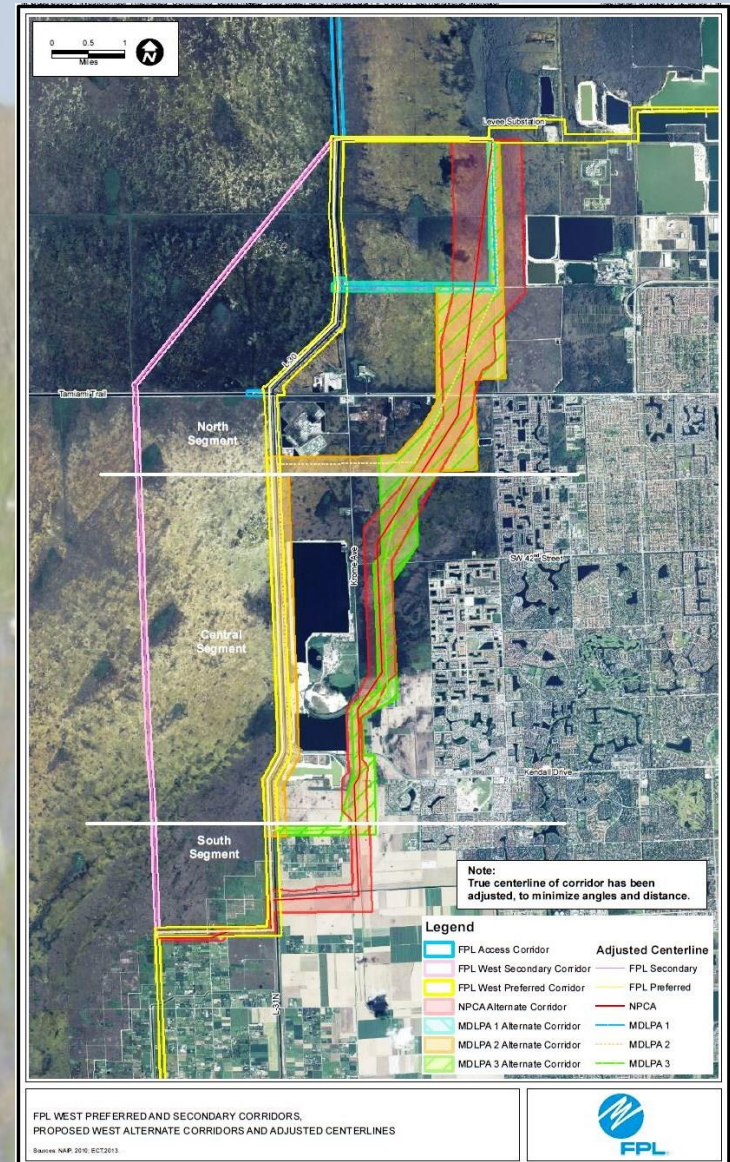 0 0.5 1
Miles
N
Levee Substation
L-30
Tamiami Trail
North
Segment
Krome Ave
SW 42nd Street
Central
Segment
Kendall Drive
South
Segment
Note:
True centerline of corridor has been
adjusted, to minimize angles and distance.
L-31N
Legend
FPL Access Corridor
FPL West Secondary Corridor
FPL West Preferred Corridor
NPCA Alternate Corridor
MDLPA 1 Alternate Corridor
MDLPA 2 Alternate Corridor
MDLPA 3 Alternate Corridor
Adjusted Centerline
FPL Secondary
FPL Preferred
NPCA
MDLPA 1
MDLPA 2
MDLPA 3
FPL WEST PREFERRED AND SECONDARY CORRIDORS,
PROPOSED WEST ALTERNATE CORRIDORS AND ADJUSTED CENTERLINES
Sources: NAIP, 2010; ECT,2013.
FPL